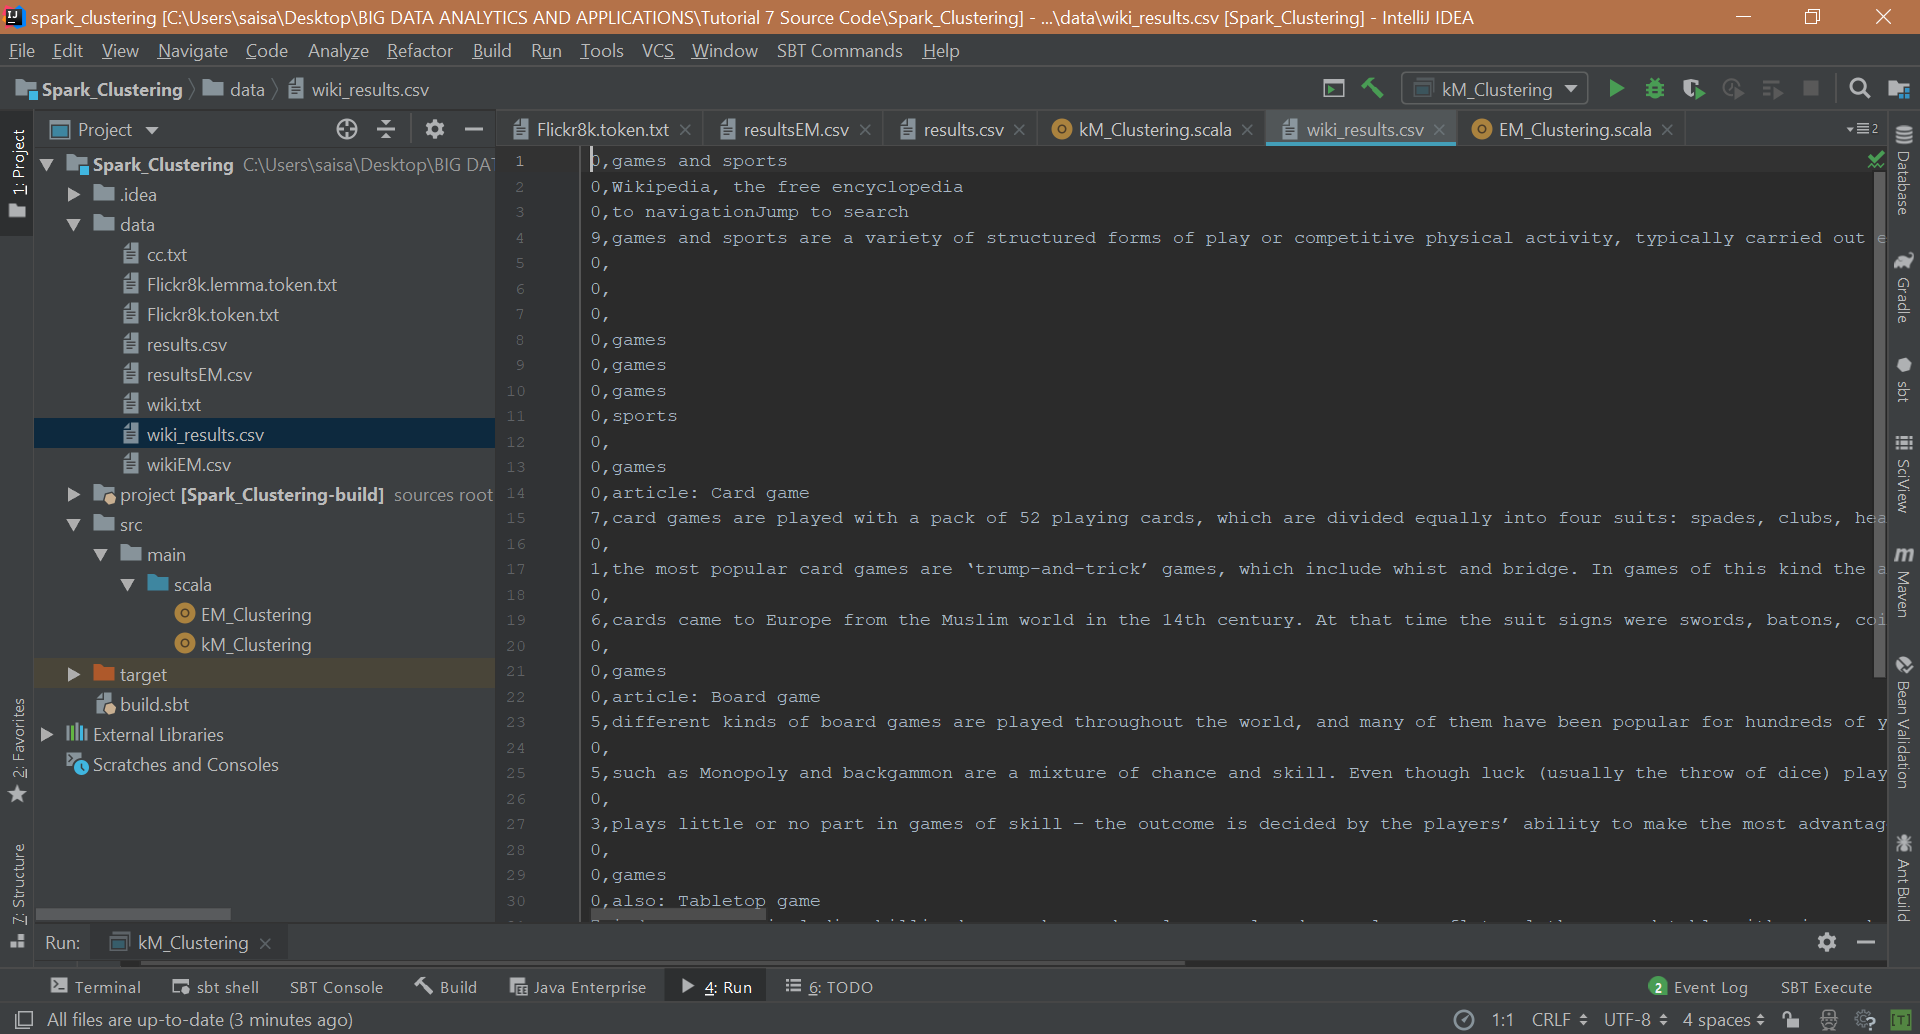 spark_clustering [C:\Users\saisa\Desktop\BIG DATA ANALYTICS AND APPLICATIONS\Tutorial 7 Source Code\Spark_Clustering] - ...\data\wiki_results.csv [Spark_Clustering] - IntelliJ IDEA
File Edit View Navigate Code Analyze Refactor Build Run Tools VCS Window SBT Commands Help
Spark_Clustering data wiki_results.csv kM_Clustering
Project
Flickr8k.token.txt resultsEM.csv results.csv kM_Clustering.scala wiki_results.csv EM_Clustering.scala 2
1: Project
2: Favorites
7: Structure
Spark_Clustering C:\Users\saisa\Desktop\BIG DA
.idea
data
cc.txt
Flickr8k.lemma.token.txt
Flickr8k.token.txt
results.csv
resultsEM.csv
wiki.txt
wiki_results.csv
wikiEM.csv
project [Spark_Clustering-build] sources root
src
main
scala
EM_Clustering
kM_Clustering
target
build.sbt
External Libraries
Scratches and Consoles
1 0,games and sports
2 0,Wikipedia, the free encyclopedia
3 0,to navigationJump to search
4 9,games and sports are a variety of structured forms of play or competitive physical activity, typically carried out e
5 0,
6 0,
7 0,
8 0,games
9 0,games
10 0,games
11 0,sports
12 0,
13 0,games
14 0,article: Card game
15 7,card games are played with a pack of 52 playing cards, which are divided equally into four suits: spades, clubs, hea
16 0,
17 1,the most popular card games are ‘trump-and-trick’ games, which include whist and bridge. In games of this kind the a
18 0,
19 6,cards came to Europe from the Muslim world in the 14th century. At that time the suit signs were swords, batons, coi
20 0,
21 0,games
22 0,article: Board game
23 5,different kinds of board games are played throughout the world, and many of them have been popular for hundreds of y
24 0,
25 5,such as Monopoly and backgammon are a mixture of chance and skill. Even though luck (usually the throw of dice) play
26 0,
27 3,plays little or no part in games of skill – the outcome is decided by the players’ ability to make the most advantag
28 0,
29 0,games
30 0,also: Tabletop game
Database
Gradle
sbt
SciView
Maven
Bean Validation
Ant Build
Run: kM_Clustering
Terminal sbt shell SBT Console Build Java Enterprise 4: Run 6: TODO 2 Event Log SBT Execute
All files are up-to-date (3 minutes ago) 1:1 CRLF UTF-8 4 spaces [T]